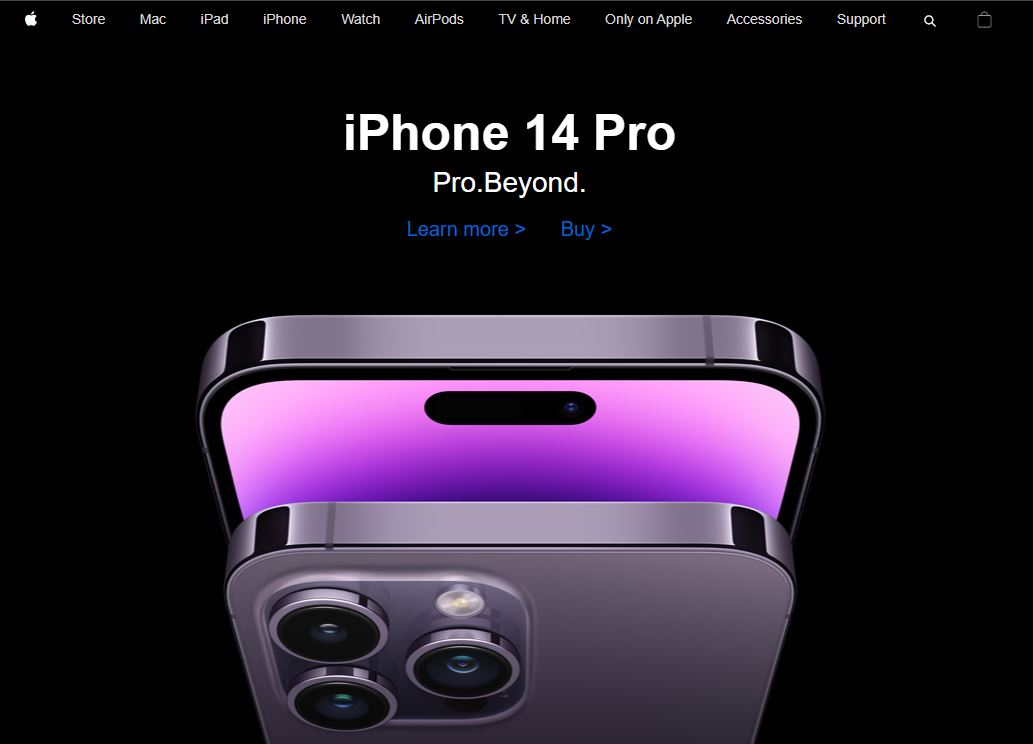 Store Mac iPad iPhone Watch AirPods TV & Home Only on Apple Accessories Support
iPhone 14 Pro
Pro.Beyond.
Learn more > Buy >